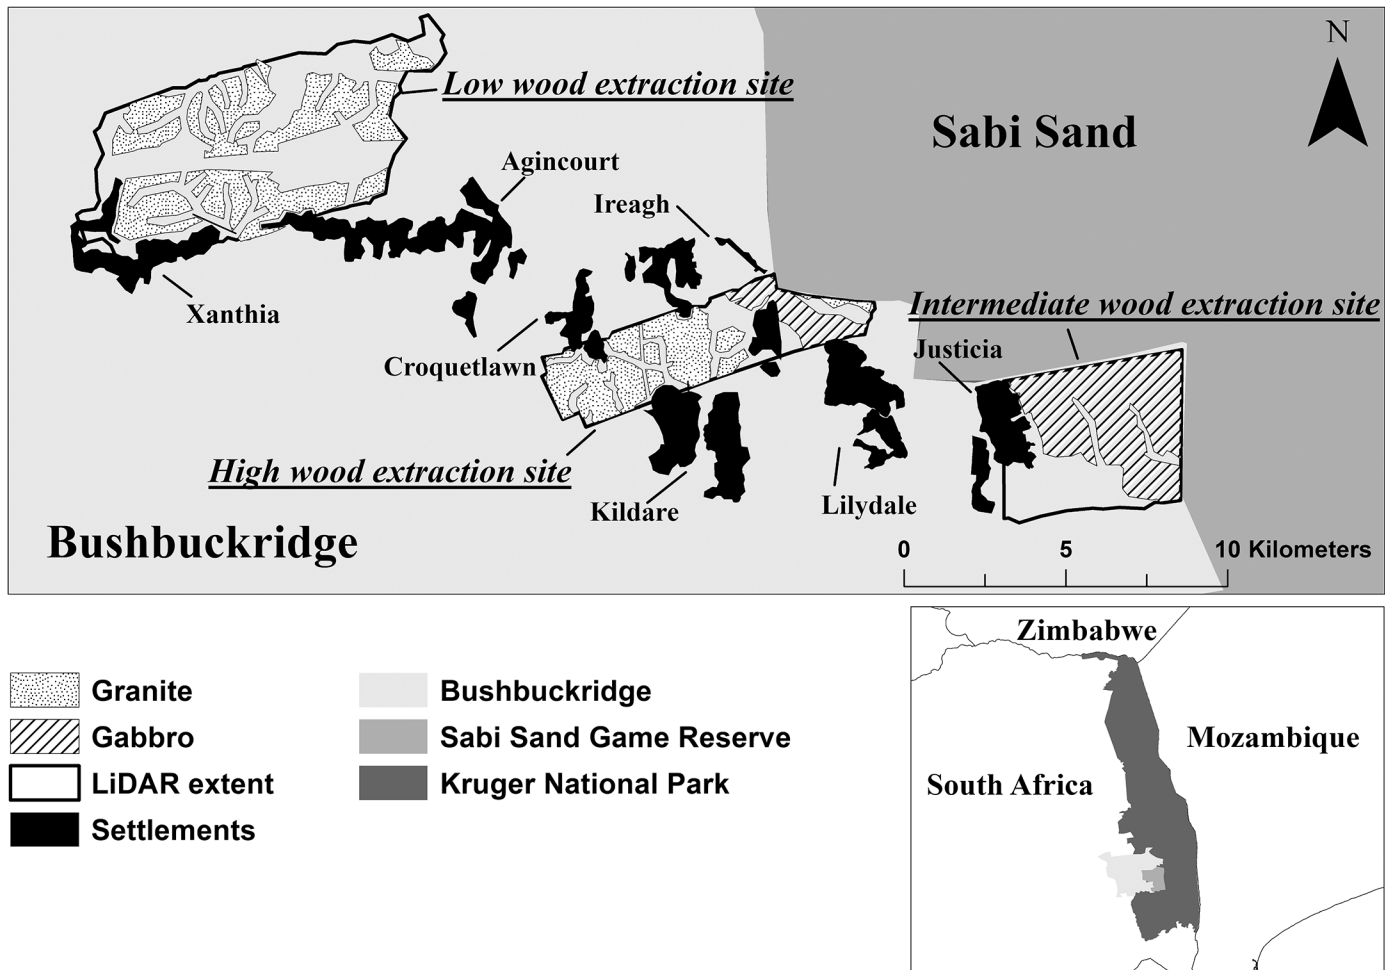 N
Low wood extraction site
Sabi Sand
Agincourt
Ireagh
Xanthia
Intermediate wood extraction site
Justicia
Croquetlawn
High wood extraction site
Kildare
Lilydale
Bushbuckridge
0 5 10 Kilometers
Granite
Gabbro
LiDAR extent
Settlements
Bushbuckridge
Sabi Sand Game Reserve
Kruger National Park
Zimbabwe
Mozambique
South Africa